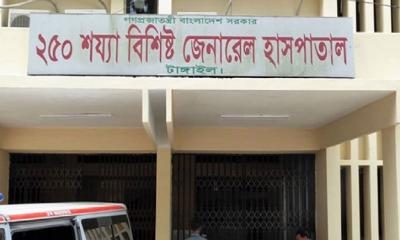 গণপ্রজাতন্ত্রী বাংলাদেশ সরকার
২৫০ শয্যা বিশিষ্ট জেনারেল হাসপাতাল
টাঙ্গাইল।